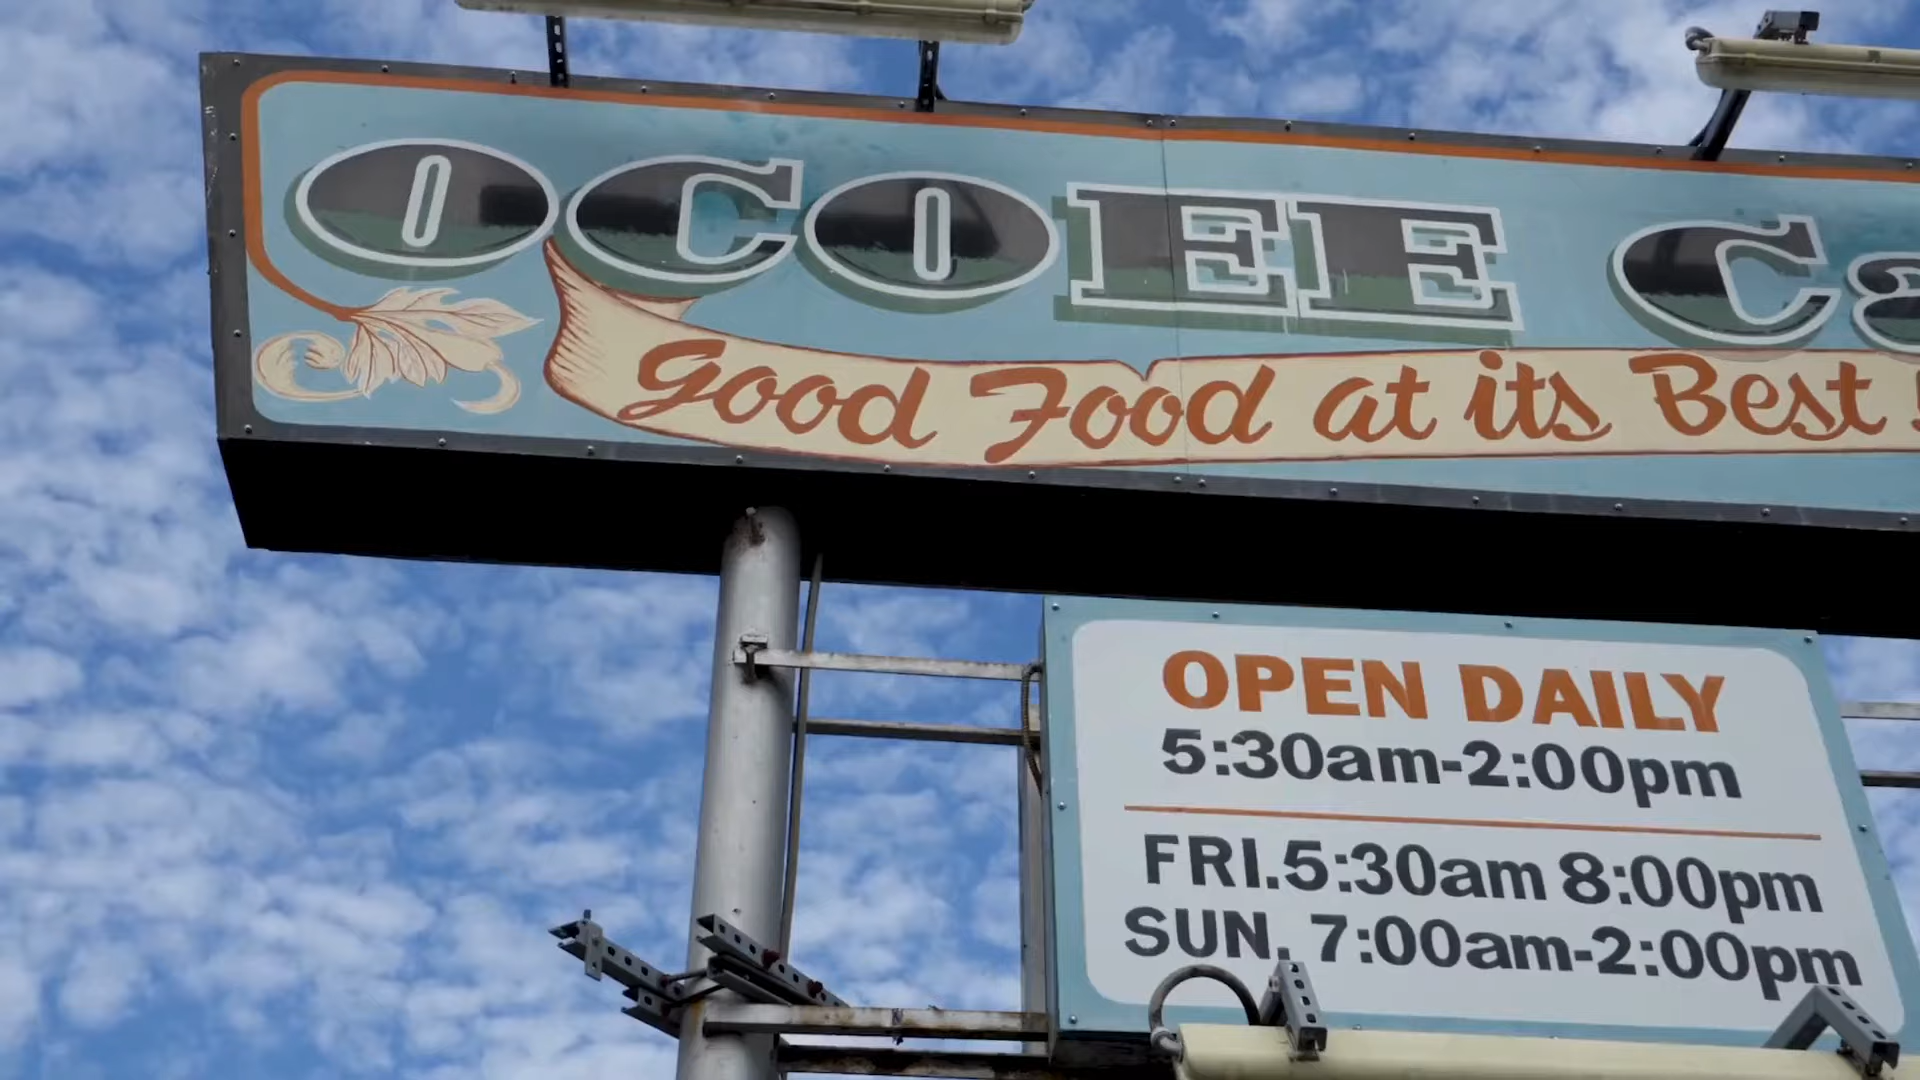 OCOEE Ca
Good Food at its Best!
OPEN DAILY
5:30am-2:00pm
FRI.5:30am 8:00pm
SUN. 7:00am-2:00pm